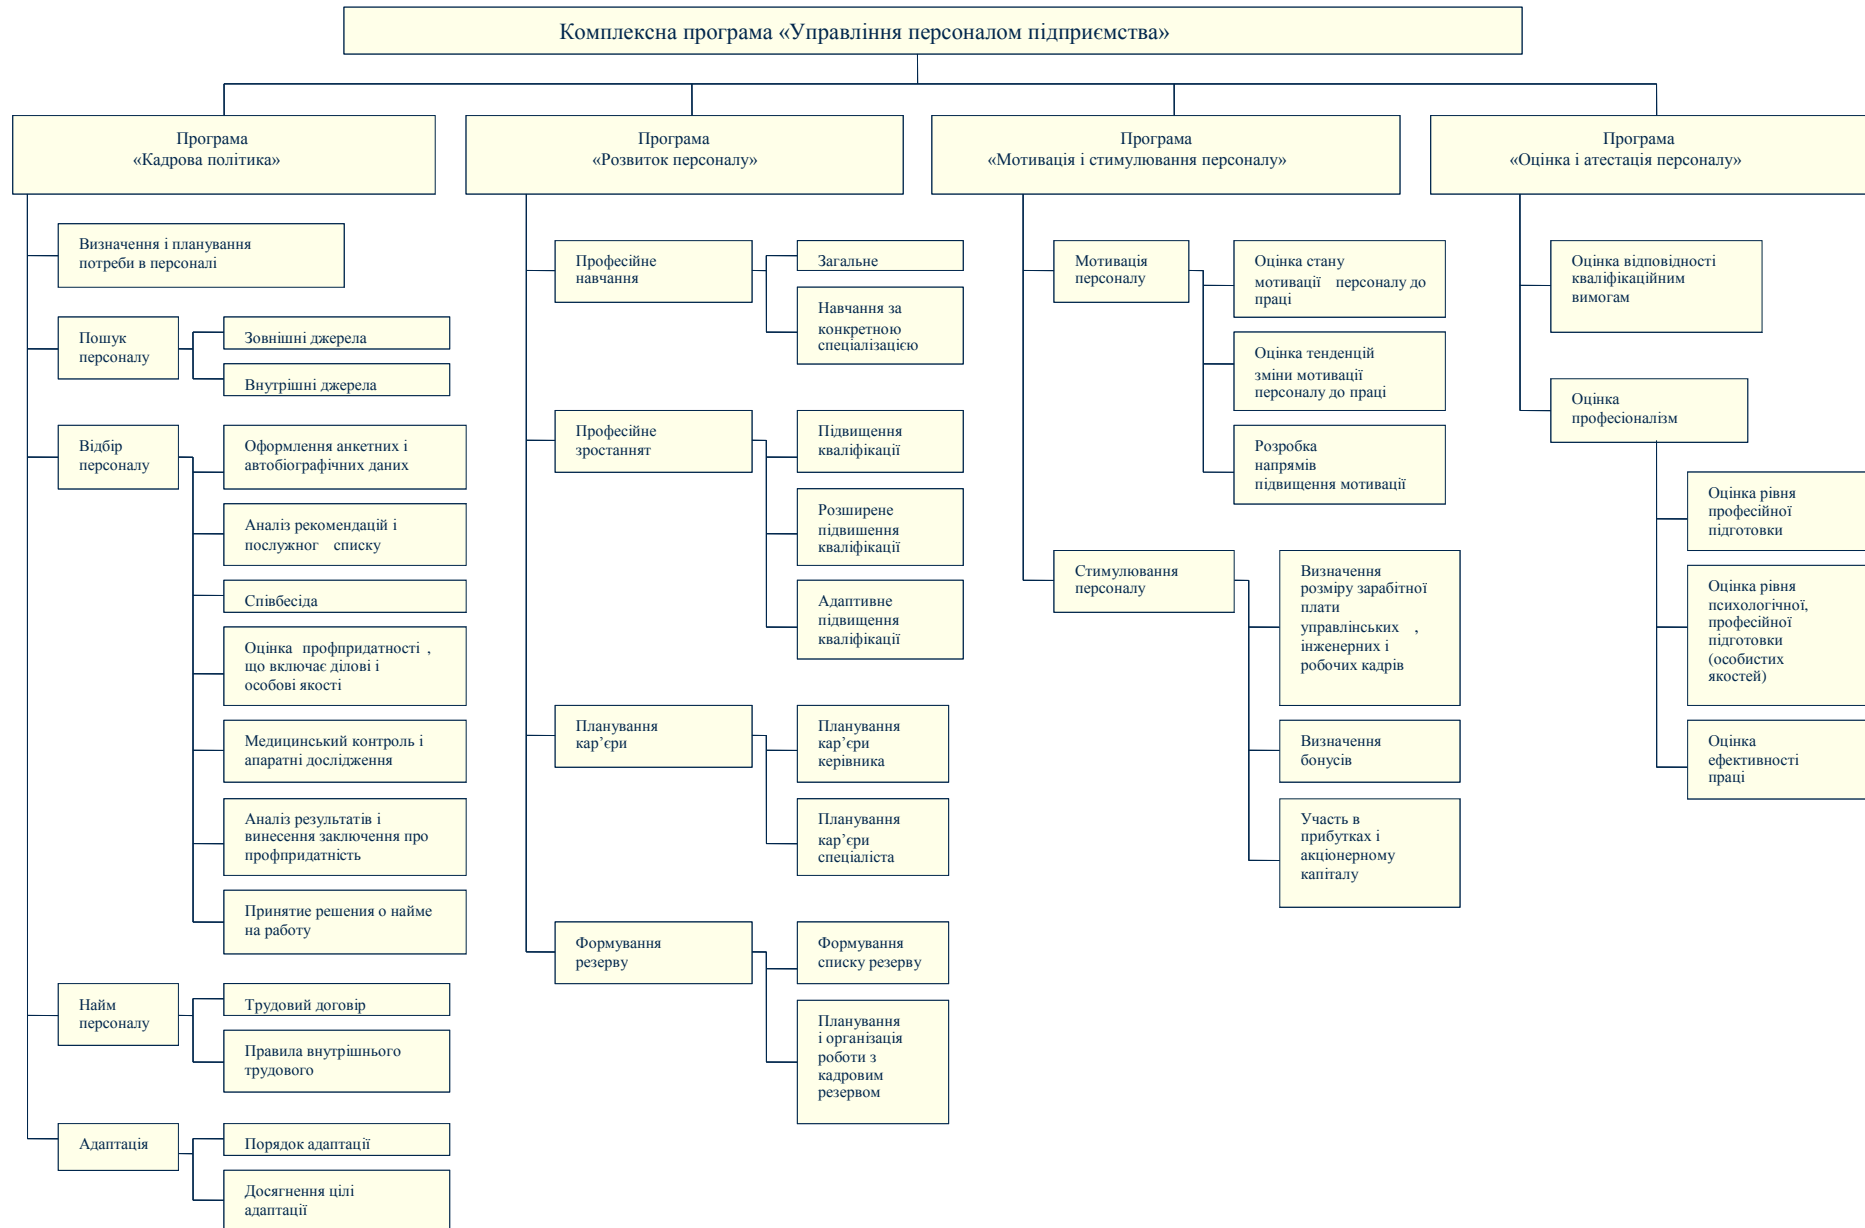 Комплексна програма «Управління персоналом підприємства»
Програма
«Кадрова політика»
Визначення і планування
потреби в персоналі
Пошук
персоналу
Зовнішні джерела
Внутрішні джерела
Відбір
персоналу
Оформлення анкетних і
автобіографічних даних
Аналіз рекомендацій і
послужног списку
Співбесіда
Оцінка профпридатності ,
що включає ділові і
особові якості
Медицинський контроль і
апаратні дослідження
Аналіз результатів і
винесення заключення про
профпридатність
Принятие решения о найме
на работу
Найм
персоналу
Трудовий договір
Правила внутрішнього
трудового
Адаптація
Порядок адаптації
Досягнення цілі
адаптації
Програма
«Розвиток персоналу»
Професійне
навчання
Загальне
Навчання за
конкретною
спеціалізацією
Професійне
зростаннят
Підвищення
кваліфікації
Розширене
підвишення
кваліфікації
Адаптивне
підвищення
кваліфікації
Планування
кар’єри
Планування
кар’єри
керівника
Планування
кар’єри
спеціаліста
Формування
резерву
Формування
списку резерву
Планування
і організація
роботи з
кадровим
резервом
Програма
«Мотивація і стимулювання персоналу»
Мотивація
персоналу
Оцінка стану
мотивації персоналу до
праці
Оцінка тенденцій
зміни мотивації
персоналу до праці
Розробка
напрямів
підвищення мотивації
Стимулювання
персоналу
Визначення
розміру зарабітної
плати
управлінських ,
інженерних і
робочих кадрів
Визначення
бонусів
Участь в
прибутках і
акціонерному
капіталу
Програма
«Оцінка і атестація персоналу»
Оцінка відповідності
кваліфікаційним
вимогам
Оцінка
професіоналізм
Оцінка рівня
професійної
підготовки
Оцінка рівня
психологічної,
професійної
підготовки
(особистих
якостей)
Оцінка
ефективності
праці